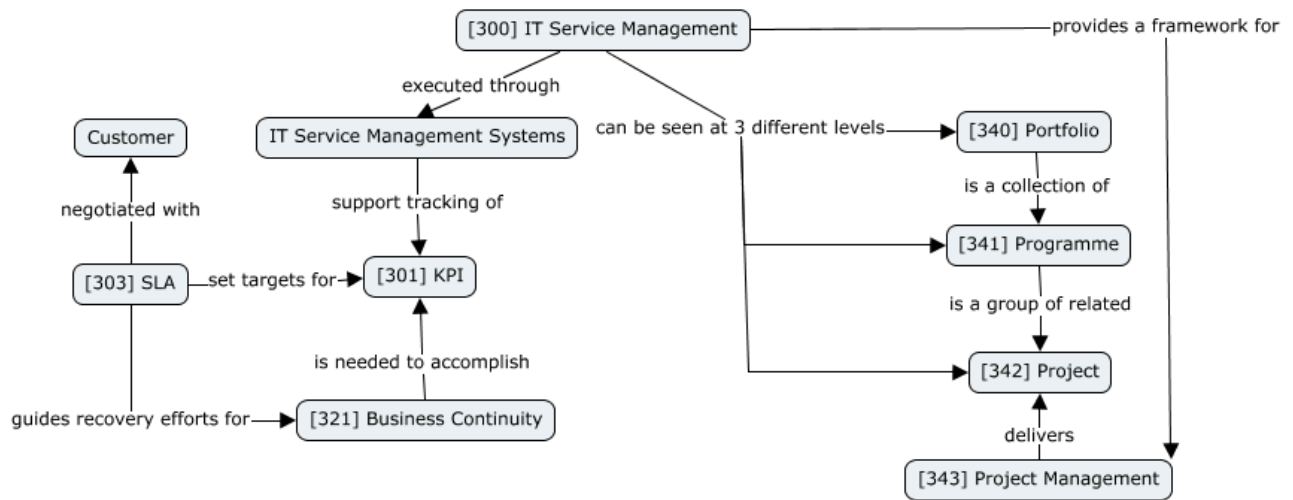 [300] IT Service Management
provides a framework for
executed through
Customer
IT Service Management Systems
can be seen at 3 different levels
[340] Portfolio
is a collection of
negotiated with
support tracking of
[341] Programme
[303] SLA
set targets for
[301] KPI
is a group of related
is needed to accomplish
[342] Project
guides recovery efforts for
[321] Business Continuity
delivers
[343] Project Management